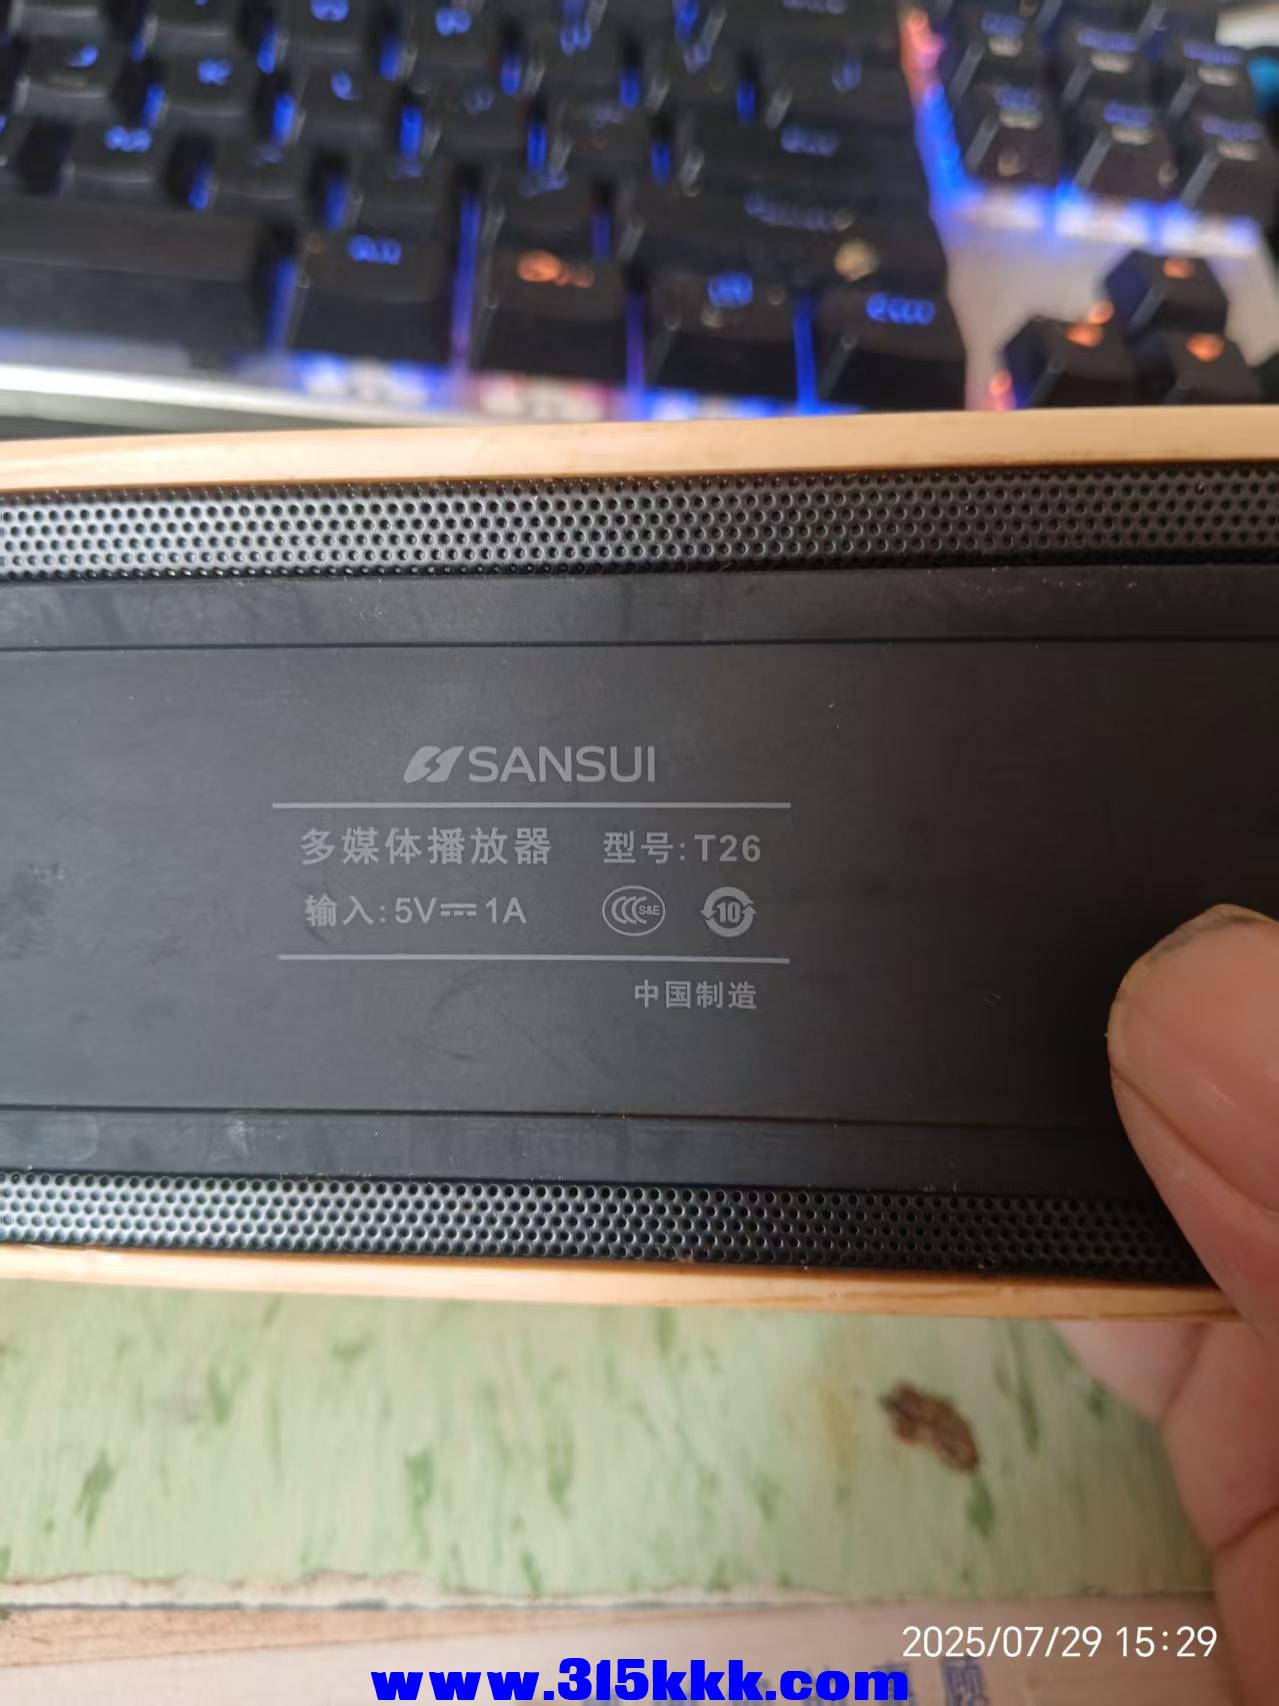 SANSUI
多媒体播放器 型号:T26
输入:5V⎓1A CCC S&E 10
中国制造
2025/07/29 15:29
www.315kkk.com